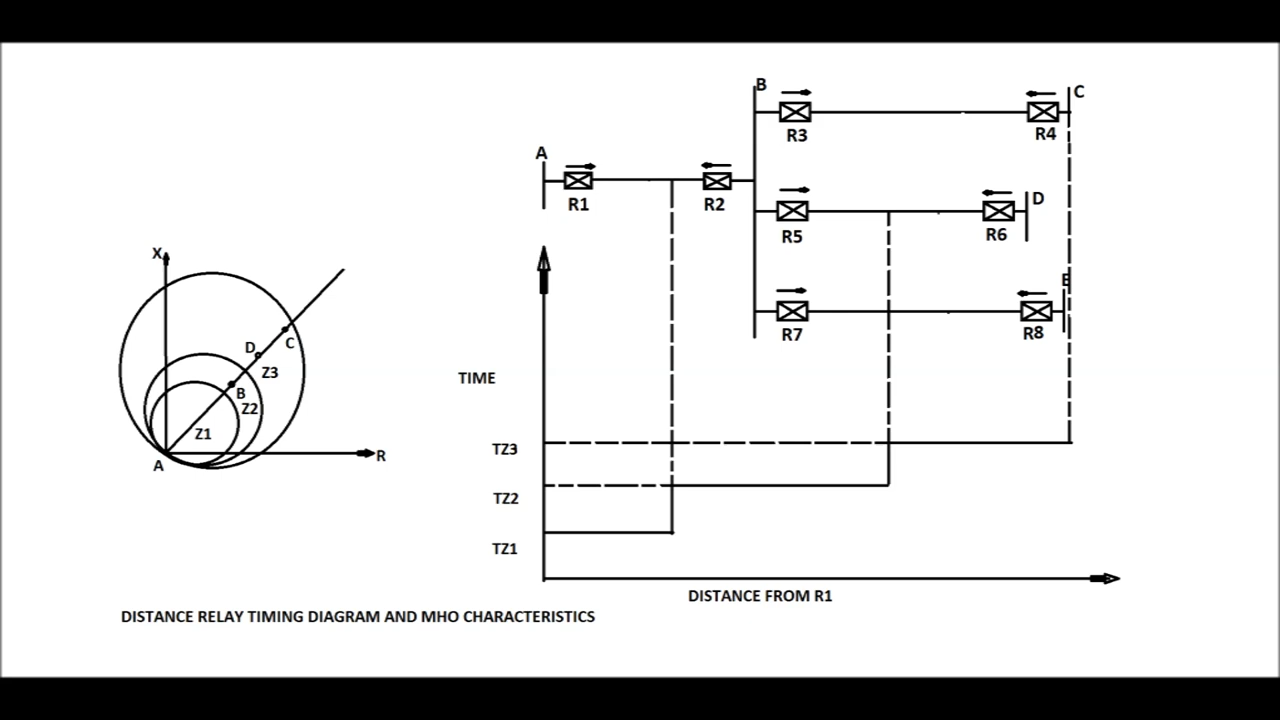 B
C
R3
R4
A
R1
R2
D
R5
R6
E
R7
R8
X
D
C
Z3
B
Z2
Z1
A
R
TIME
TZ3
TZ2
TZ1
DISTANCE FROM R1
DISTANCE RELAY TIMING DIAGRAM AND MHO CHARACTERISTICS